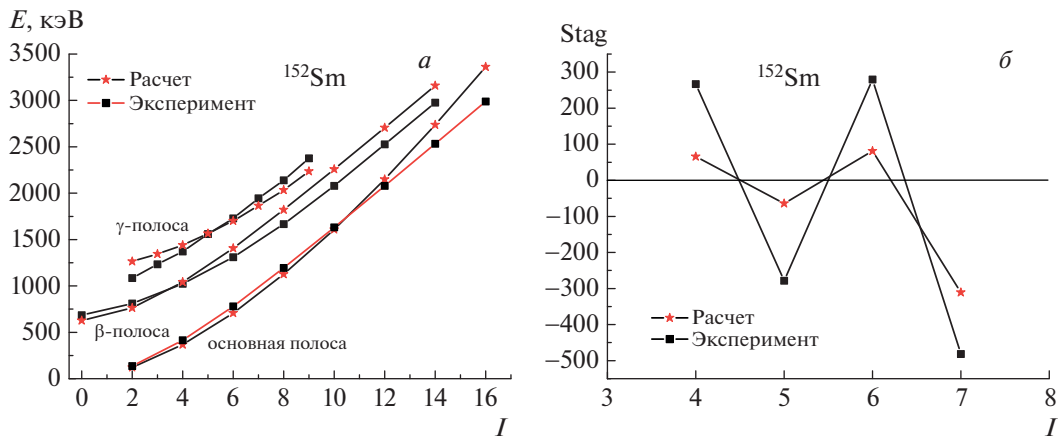 E, кэВ
3500
3000
2500
2000
1500
1000
500
0
Расчет
Эксперимент
¹⁵²Sm
а
γ-полоса
β-полоса
основная полоса
0 2 4 6 8 10 12 14 16
I
Stag
300
200
100
0
−100
−200
−300
−400
−500
¹⁵²Sm
б
Расчет
Эксперимент
3 4 5 6 7 8
I